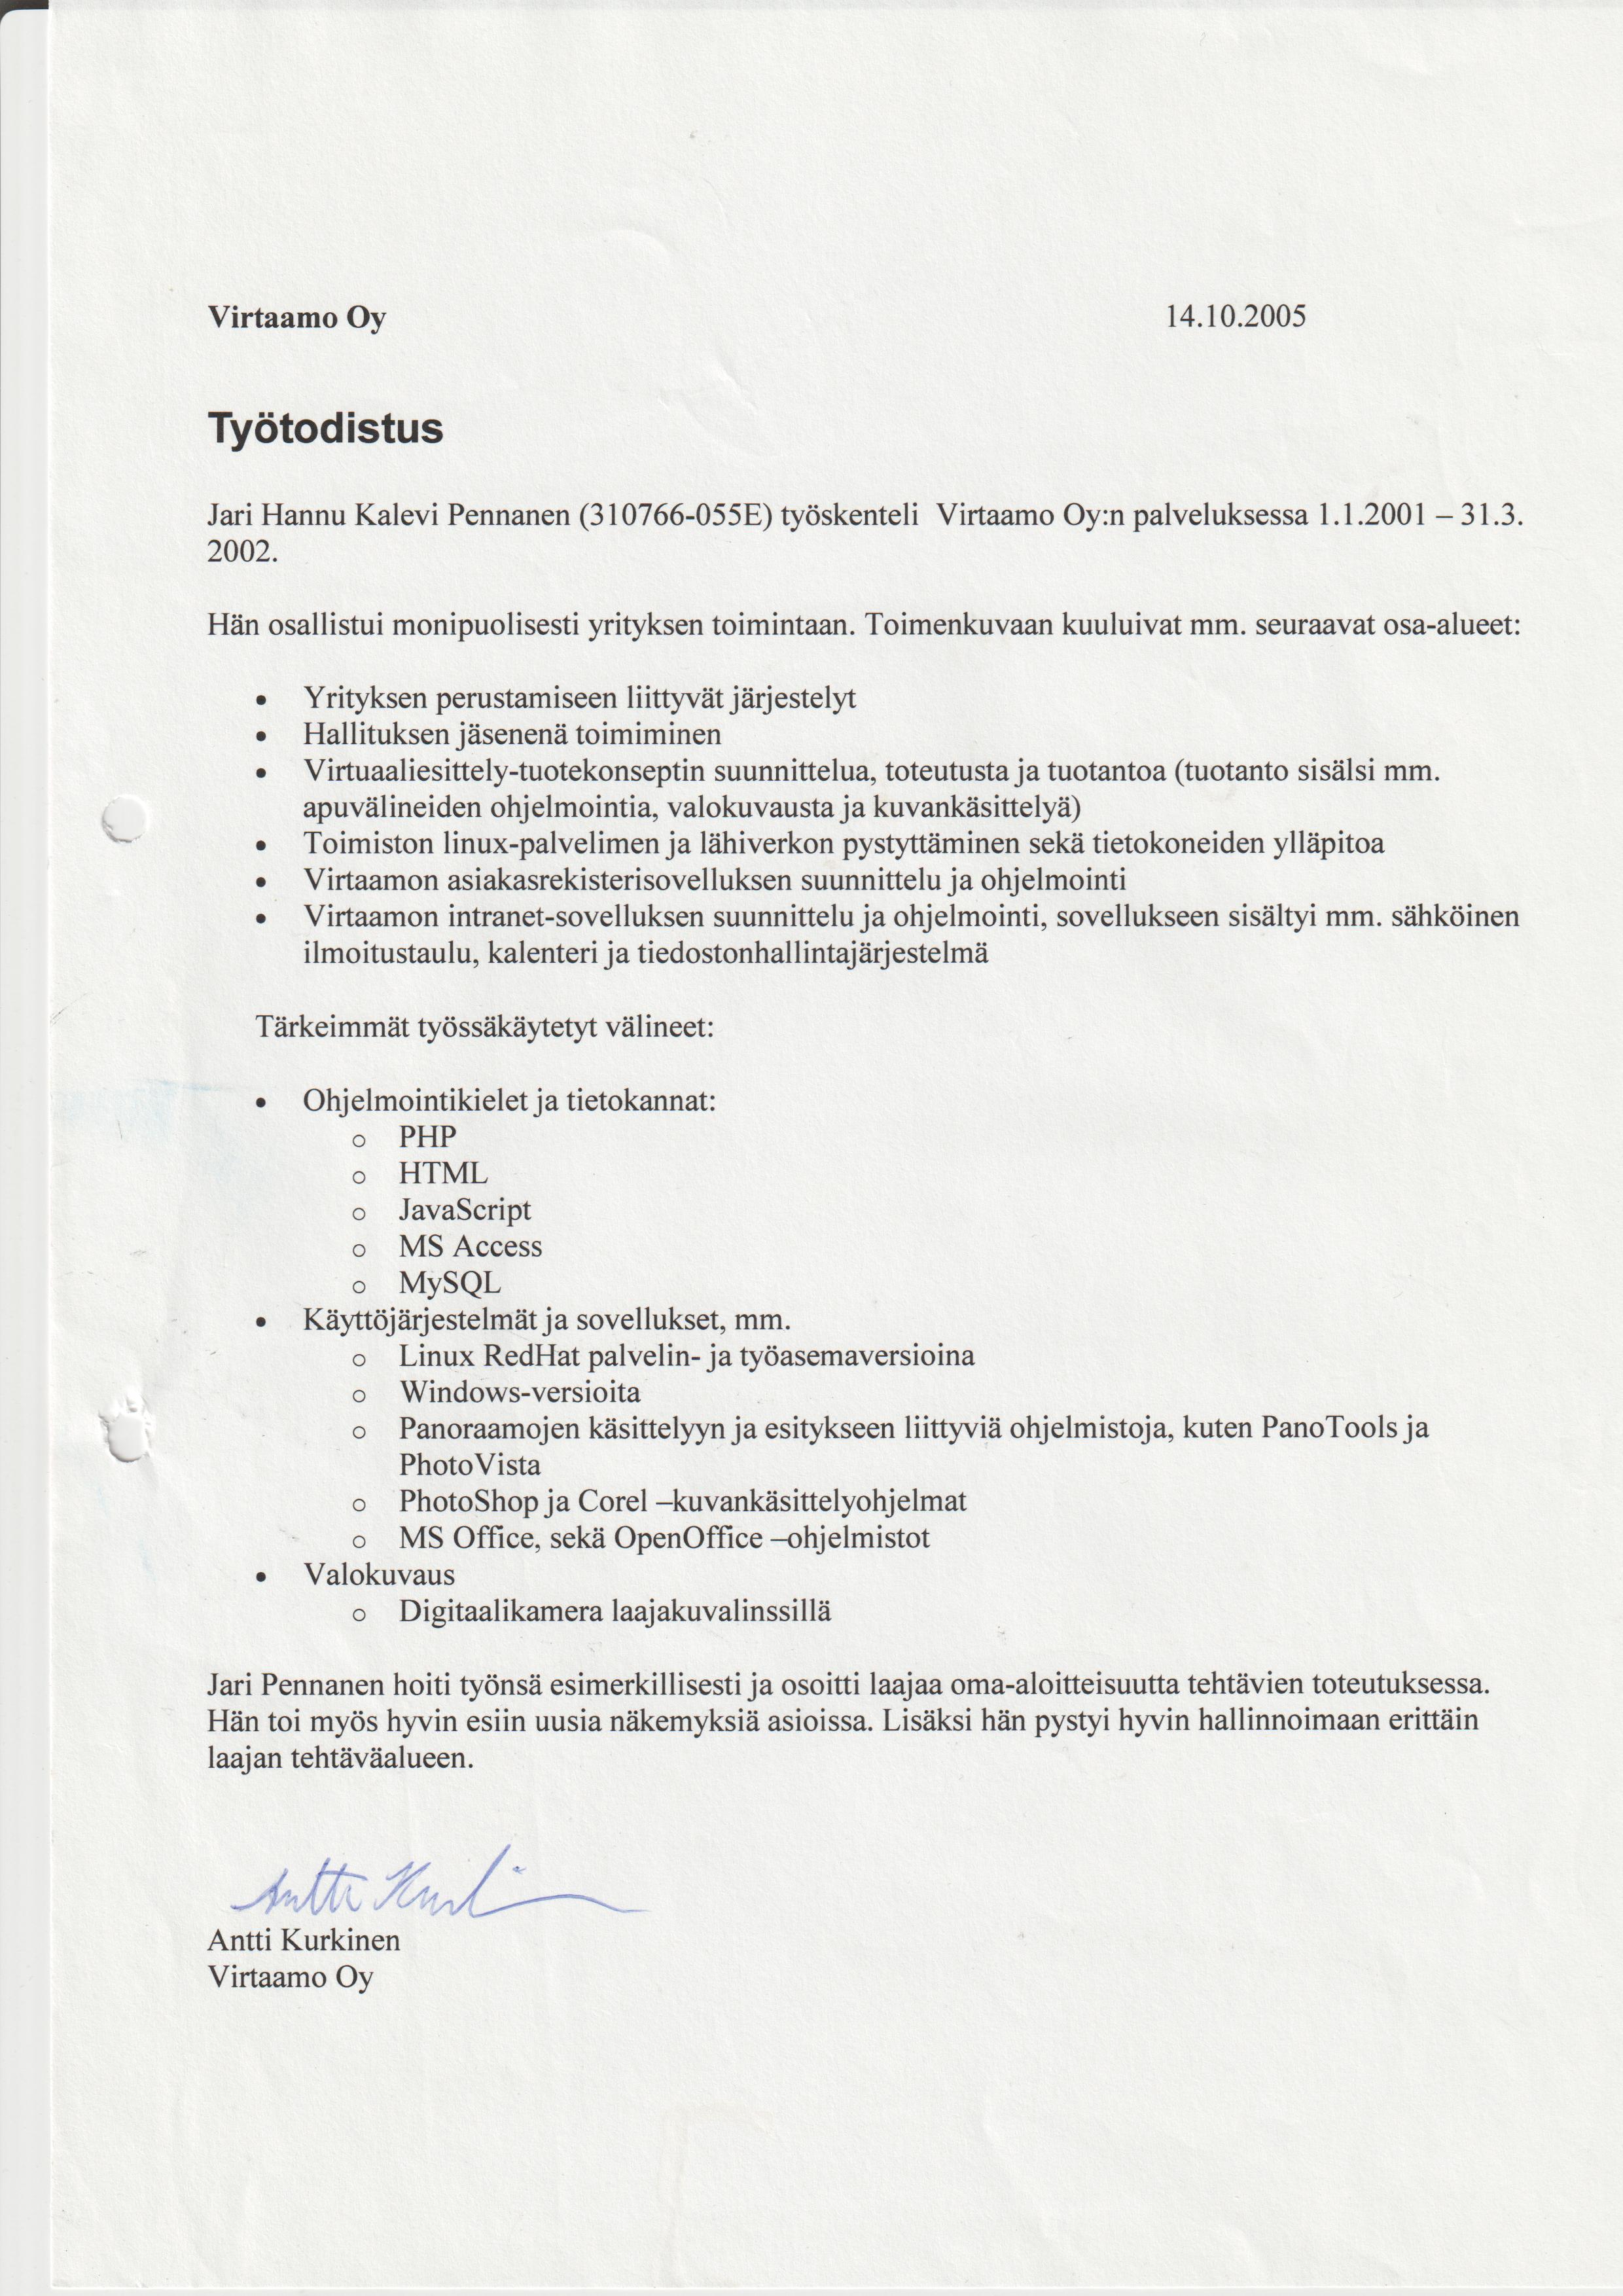 Virtaamo Oy 14.10.2005
Työtodistus
Jari Hannu Kalevi Pennanen (310766-055E) työskenteli Virtaamo Oy:n palveluksessa 1.1.2001 – 31.3.
2002.
Hän osallistui monipuolisesti yrityksen toimintaan. Toimenkuvaan kuuluivat mm. seuraavat osa-alueet:
• Yrityksen perustamiseen liittyvät järjestelyt
• Hallituksen jäsenenä toimiminen
• Virtuaaliesittely-tuotekonseptin suunnittelua, toteutusta ja tuotantoa (tuotanto sisälsi mm.
apuvälineiden ohjelmointia, valokuvausta ja kuvankäsittelyä)
• Toimiston linux-palvelimen ja lähiverkon pystyttäminen sekä tietokoneiden ylläpitoa
• Virtaamon asiakasrekisterisovelluksen suunnittelu ja ohjelmointi
• Virtaamon intranet-sovelluksen suunnittelu ja ohjelmointi, sovellukseen sisältyi mm. sähköinen
ilmoitustaulu, kalenteri ja tiedostonhallintajärjestelmä
Tärkeimmät työssäkäytetyt välineet:
• Ohjelmointikielet ja tietokannat:
o PHP
o HTML
o JavaScript
o MS Access
o MySQL
• Käyttöjärjestelmät ja sovellukset, mm.
o Linux RedHat palvelin- ja työasemaversioina
o Windows-versioita
o Panoraamojen käsittelyyn ja esitykseen liittyviä ohjelmistoja, kuten PanoTools ja
PhotoVista
o PhotoShop ja Corel –kuvankäsittelyohjelmat
o MS Office, sekä OpenOffice –ohjelmistot
• Valokuvaus
o Digitaalikamera laajakuvalinssillä
Jari Pennanen hoiti työnsä esimerkillisesti ja osoitti laajaa oma-aloitteisuutta tehtävien toteutuksessa.
Hän toi myös hyvin esiin uusia näkemyksiä asioissa. Lisäksi hän pystyi hyvin hallinnoimaan erittäin
laajan tehtäväalueen.
Antti Kurkinen
Virtaamo Oy